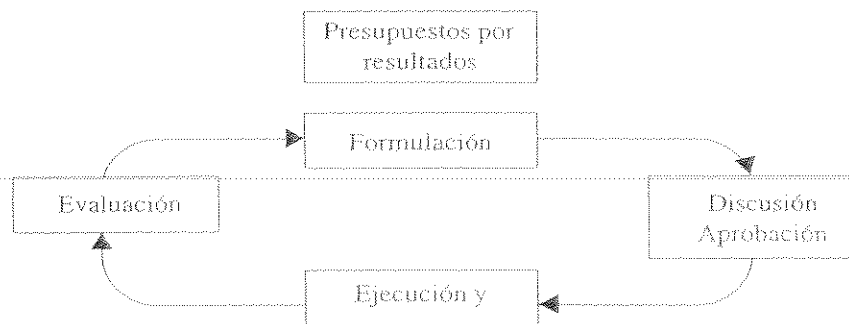 Presupuestos por
resultados
Formulación
Evaluación
Discusión
Aprobación
Ejecución y